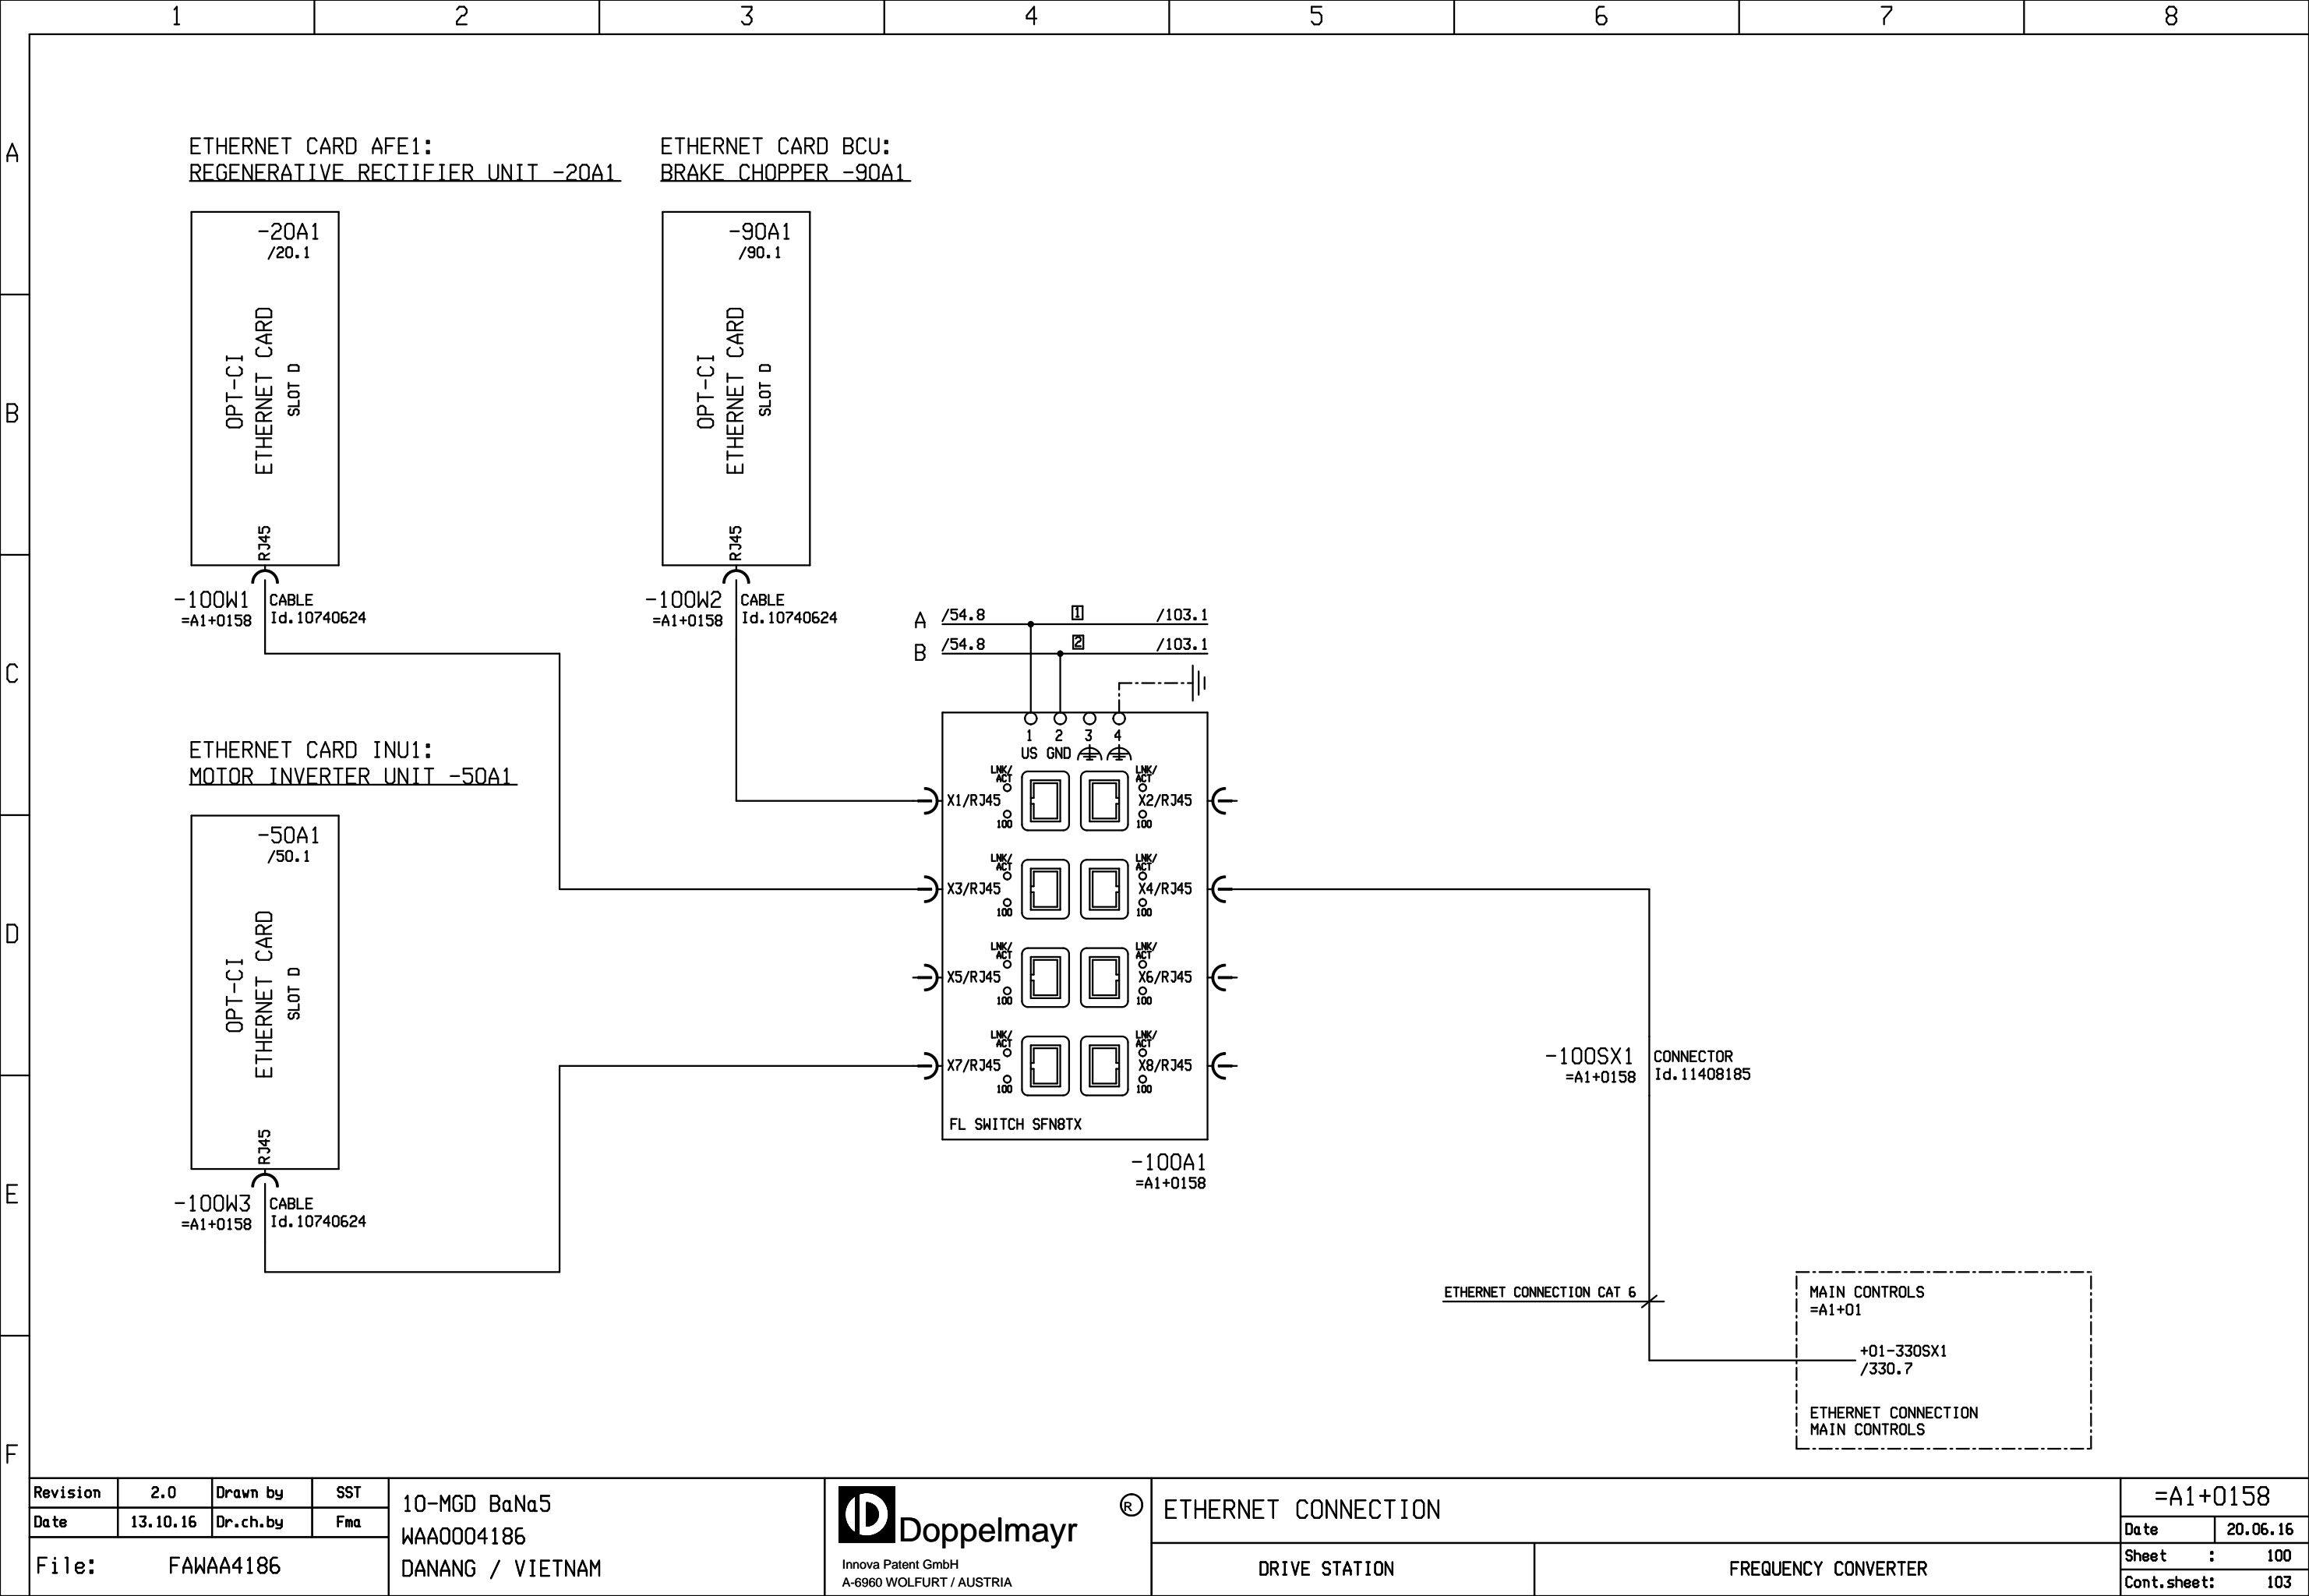 1 2 3 4 5 6 7 8
A
B
C
D
E
F
ETHERNET CARD AFE1:
REGENERATIVE RECTIFIER UNIT -20A1
-20A1
/20.1
OPT-CI
ETHERNET CARD
SLOT D
RJ45
-100W1
=A1+0158
CABLE
Id.10740624
ETHERNET CARD BCU:
BRAKE CHOPPER -90A1
-90A1
/90.1
OPT-CI
ETHERNET CARD
SLOT D
RJ45
-100W2
=A1+0158
CABLE
Id.10740624
ETHERNET CARD INU1:
MOTOR INVERTER UNIT -50A1
-50A1
/50.1
OPT-CI
ETHERNET CARD
SLOT D
RJ45
-100W3
=A1+0158
CABLE
Id.10740624
A /54.8 1 /103.1
B /54.8 2 /103.1
1 2 3 4
US GND
LNK/ACT LNK/ACT
X1/RJ45 X2/RJ45
100 100
LNK/ACT LNK/ACT
X3/RJ45 X4/RJ45
100 100
LNK/ACT LNK/ACT
X5/RJ45 X6/RJ45
100 100
LNK/ACT LNK/ACT
X7/RJ45 X8/RJ45
100 100
FL SWITCH SFN8TX
-100A1
=A1+0158
-100SX1
=A1+0158
CONNECTOR
Id.11408185
ETHERNET CONNECTION CAT 6
MAIN CONTROLS
=A1+01
+01-330SX1
/330.7
ETHERNET CONNECTION
MAIN CONTROLS
Revision 2.0 Drawn by SST
Date 13.10.16 Dr.ch.by Fma
File: FAWAA4186
10-MGD BaNa5
WAA0004186
DANANG / VIETNAM
Doppelmayr
®
Innova Patent GmbH
A-6960 WOLFURT / AUSTRIA
ETHERNET CONNECTION
DRIVE STATION
FREQUENCY CONVERTER
=A1+0158
Date 20.06.16
Sheet : 100
Cont.sheet: 103